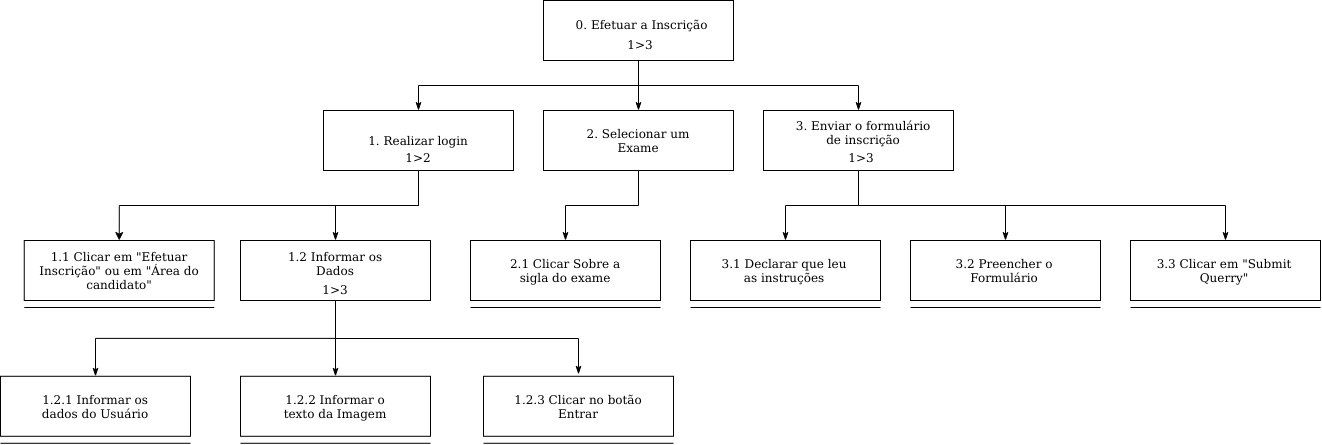 0. Efetuar a Inscrição
1>3
1. Realizar login
1>2
2. Selecionar um
Exame
3. Enviar o formulário
de inscrição
1>3
1.1 Clicar em "Efetuar
Inscrição" ou em "Área do
candidato"
1.2 Informar os
Dados
1>3
2.1 Clicar Sobre a
sigla do exame
3.1 Declarar que leu
as instruções
3.2 Preencher o
Formulário
3.3 Clicar em "Submit
Querry"
1.2.1 Informar os
dados do Usuário
1.2.2 Informar o
texto da Imagem
1.2.3 Clicar no botão
Entrar